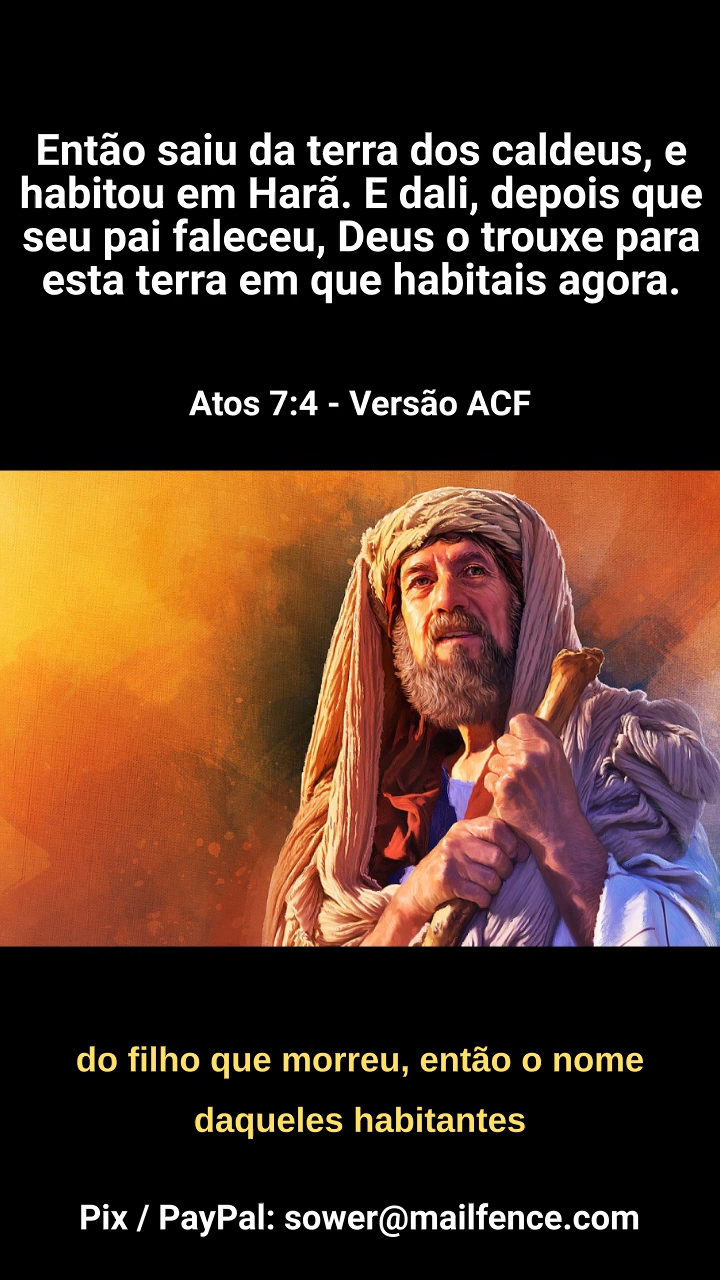 Então saiu da terra dos caldeus, e
habitou em Harã. E dali, depois que
seu pai faleceu, Deus o trouxe para
esta terra em que habitais agora.
Atos 7:4 - Versão ACF
do filho que morreu, então o nome
daqueles habitantes
Pix / PayPal: sower@mailfence.com